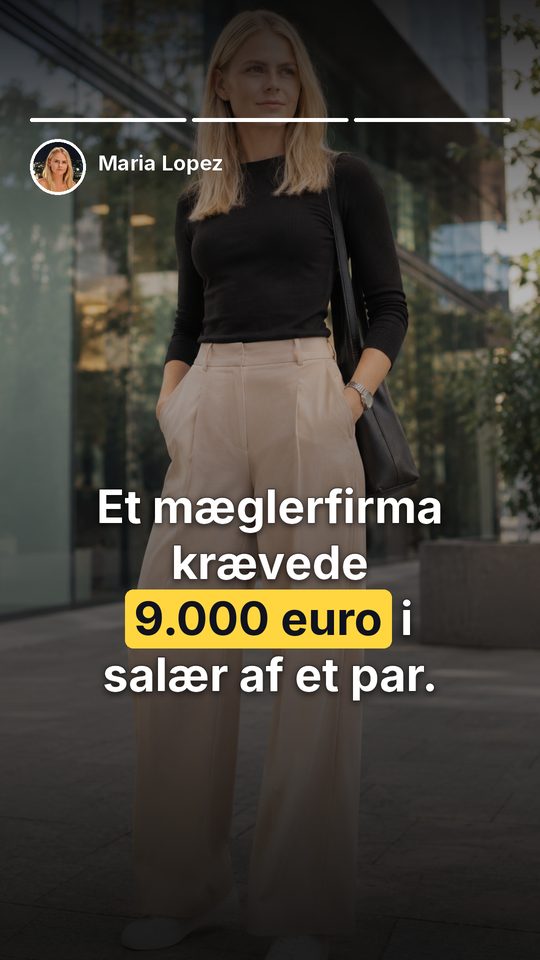 Maria Lopez
Et mæglerfirma
krævede
9.000 euro i
salær af et par.